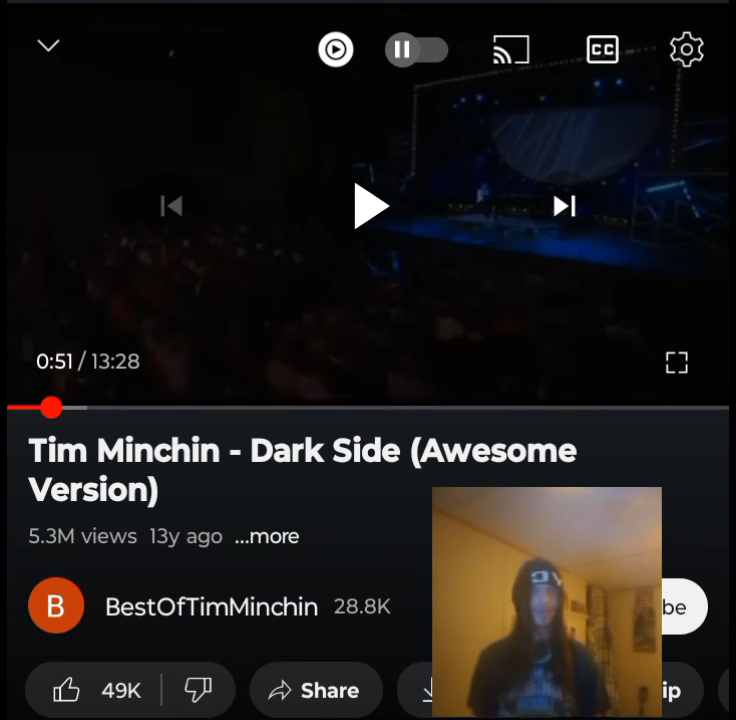 CC
0:51 / 13:28
Tim Minchin - Dark Side (Awesome
Version)
5.3M views 13y ago ...more
B
BestOfTimMinchin 28.8K
be
49K
Share
ip